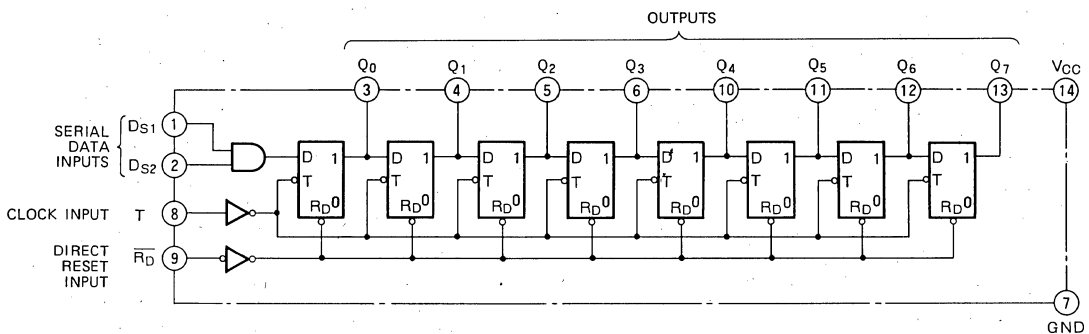 OUTPUTS
Q0 Q1 Q2 Q3 Q4 Q5 Q6 Q7 VCC
3 4 5 6 10 11 12 13 14
SERIAL
DATA
INPUTS
DS1 1
DS2 2
D 1 D 1 D 1 D 1 D 1 D 1 D 1 D 1
T T T T T T T T
RD 0 RD 0 RD 0 RD 0 RD 0 RD 0 RD 0 RD 0
CLOCK INPUT T 8
DIRECT
RESET
INPUT
RD 9
7
GND